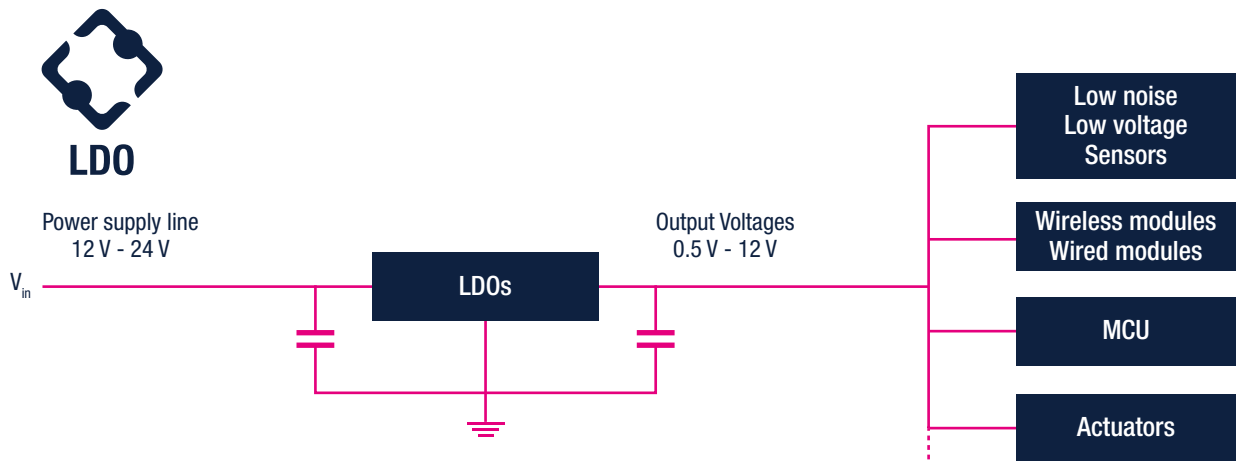 LDO
Power supply line
12 V - 24 V
Vin
LDOs
Output Voltages
0.5 V - 12 V
Low noise
Low voltage
Sensors
Wireless modules
Wired modules
MCU
Actuators